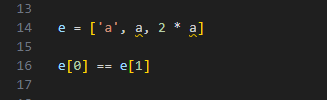 13
14 e = ['a', a, 2 * a]
15
16 e[0] == e[1]
17